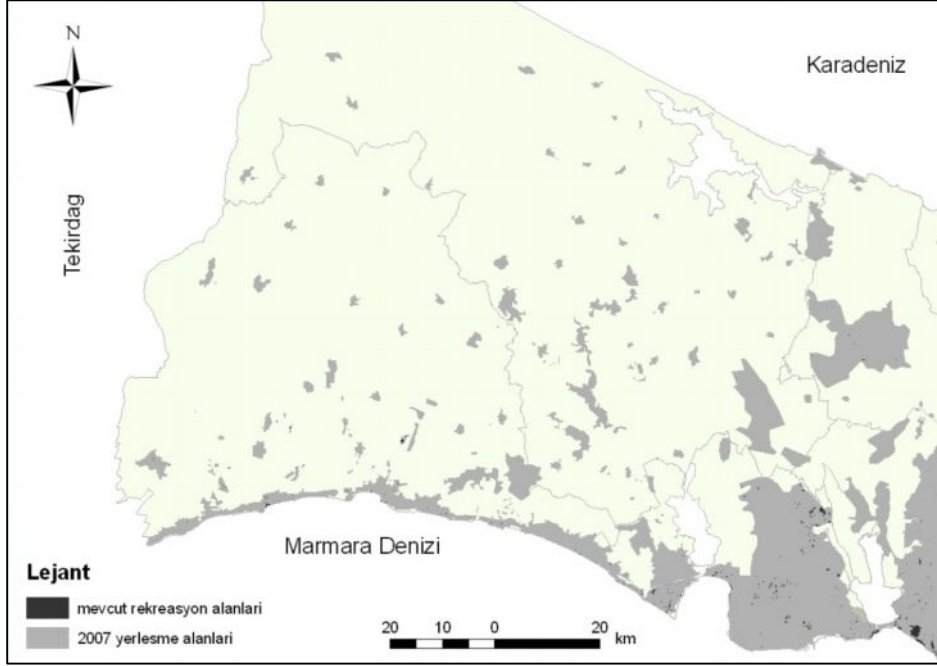 N
Karadeniz
Tekirdag
Marmara Denizi
Lejant
mevcut rekreasyon alanlari
2007 yerlesme alanlari
20 10 0 20 km